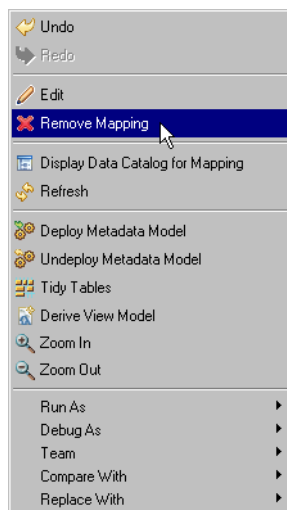 Undo
Redo
Edit
Remove Mapping
Display Data Catalog for Mapping
Refresh
Deploy Metadata Model
Undeploy Metadata Model
Tidy Tables
Derive View Model
Zoom In
Zoom Out
Run As
Debug As
Team
Compare With
Replace With